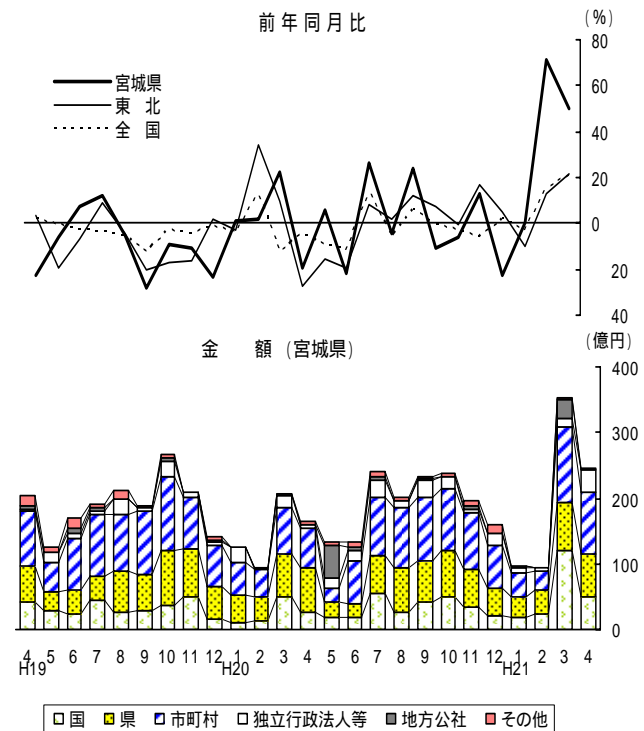 前年同月比
(%)
宮城県
東 北
全 国
80
60
40
20
0
20
40
(億円)
金 額 (宮城県)
400
300
200
100
0
4 5 6 7 8 9 10 11 12 1 2 3 4 5 6 7 8 9 10 11 12 1 2 3 4
H19 H20 H21
国 県 市町村 独立行政法人等 地方公社 その他